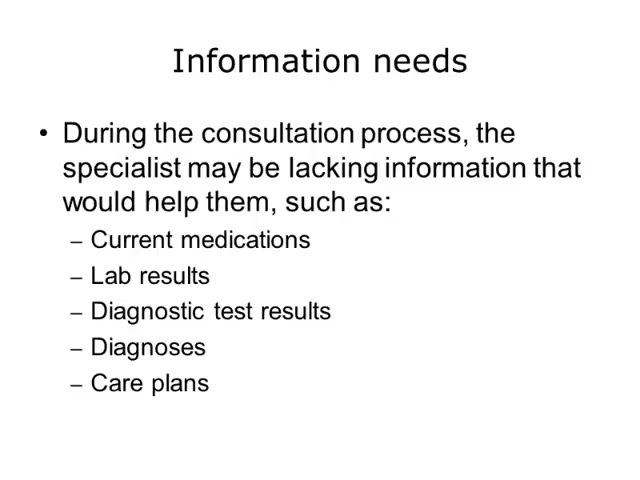 Information needs
• During the consultation process, the
specialist may be lacking information that
would help them, such as:
– Current medications
– Lab results
– Diagnostic test results
– Diagnoses
– Care plans